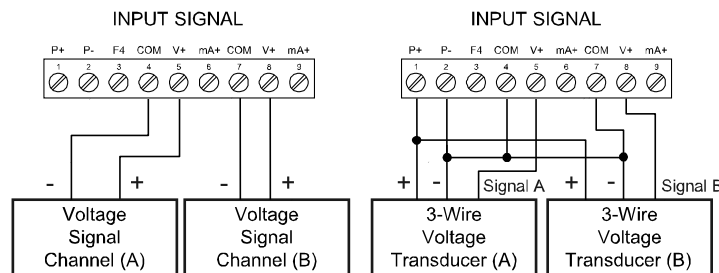 INPUT SIGNAL INPUT SIGNAL
P+ P- F4 COM V+ mA+ COM V+ mA+ P+ P- F4 COM V+ mA+ COM V+ mA+
1 2 3 4 5 6 7 8 9 1 2 3 4 5 6 7 8 9
- + - + + - Signal A + - Signal B
Voltage Voltage 3-Wire 3-Wire
Signal Signal Voltage Voltage
Channel (A) Channel (B) Transducer (A) Transducer (B)